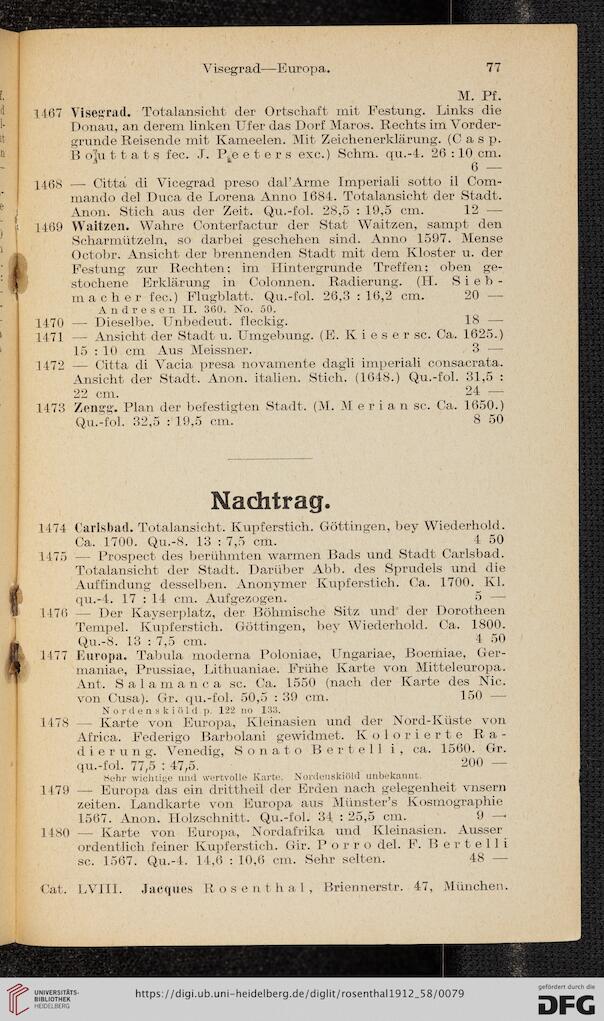 Visegrad—Europa. 77
M. Pf.
1467 Visegrad. Totalansicht der Ortschaft mit Festung. Links die
Donau, an derem linken Ufer das Dorf Maros. Rechts im Vorder-
grunde Reisende mit Kameelen. Mit Zeichenerklärung. (Casp.
Bouttats fec. J. Peeters exc.) Schm. qu.-4. 26 : 10 cm.
6 —
1468 — Citta di Vicegrad preso dal'Arme Imperiali sotto il Com-
mando del Duca de Lorena Anno 1684. Totalansicht der Stadt.
Anon. Stich aus der Zeit. Qu.-fol. 28,5 : 19,5 cm. 12 —
1469 Waitzen. Wahre Conterfactur der Stat Waitzen, sampt den
Scharmützeln, so darbei geschehen sind. Anno 1597. Mense
Octobr. Ansicht der brennenden Stadt mit dem Kloster u. der
Festung zur Rechten; im Hintergrunde Treffen; oben ge-
stochene Erklärung in Colonnen. Radierung. (H. Sieb-
macher fec.) Flugblatt. Qu.-fol. 26,3 : 16,2 cm. 20 —
Andresen II. 360. No. 50.
1470 — Dieselbe. Unbedeut. fleckig. 18 —
1471 — Ansicht der Stadt u. Umgebung. (E. Kieser sc. Ca. 1625.)
15 : 10 cm Aus Meissner. 3 —
1472 — Citta di Vacia presa novamente dagli imperiali consacrata.
Ansicht der Stadt. Anon. italien. Stich. (1648.) Qu.-fol. 31,5 :
22 cm. 24 —
1473 Zengg. Plan der befestigten Stadt. (M. Merian sc. Ca. 1650.)
Qu.-fol. 32,5 : 19,5 cm. 8 50
Nachtrag.
1474 Carlsbad. Totalansicht. Kupferstich. Göttingen, bey Wiederhold.
Ca. 1700. Qu.-8. 13 : 7,5 cm. 4 50
1475 — Prospect des berühmten warmen Bads und Stadt Carlsbad.
Totalansicht der Stadt. Darüber Abb. des Sprudels und die
Auffindung desselben. Anonymer Kupferstich. Ca. 1700. Kl.
qu.-4. 17 : 14 cm. Aufgezogen. 5 —
1476 — Der Kayserplatz, der Böhmische Sitz und der Dorotheen
Tempel. Kupferstich. Göttingen, bey Wiederhold. Ca. 1800.
Qu.-8. 13 : 7,5 cm. 4 50
1477 Europa. Tabula moderna Poloniae, Ungariae, Boemiae, Ger-
maniae, Prussiae, Lithuaniae. Frühe Karte von Mitteleuropa.
Ant. Salamanca sc. Ca. 1550 (nach der Karte des Nic.
von Cusa). Gr. qu.-fol. 50,5 : 39 cm. 150 —
Nordenskiöld p. 122 no 133.
1478 — Karte von Europa, Kleinasien und der Nord-Küste von
Africa. Federigo Barbolani gewidmet. Kolorierte Ra-
dierung. Venedig, Sonato Bertelli, ca. 1560. Gr.
qu.-fol. 77,5 : 47,5. 200 —
Sehr wichtige und wertvolle Karte. Nordenskiöld unbekannt.
1479 — Europa das ein drittheil der Erden nach gelegenheit vnsern
zeiten. Landkarte von Europa aus Münster's Kosmographie
1567. Anon. Holzschnitt. Qu.-fol. 34 : 25,5 cm. 9 —
1480 — Karte von Europa, Nordafrika und Kleinasien. Ausser
ordentlich feiner Kupferstich. Gir. Porro del. F. Bertelli
sc. 1567. Qu.-4. 14,6 : 10,6 cm. Sehr selten. 48 —
Cat. LVIII. Jacques Rosenthal, Briennerstr. 47, München.
UNIVERSITÄTS-
BIBLIOTHEK
HEIDELBERG
https://digi.ub.uni-heidelberg.de/diglit/rosenthal1912_58/0079
gefördert durch die
DFG